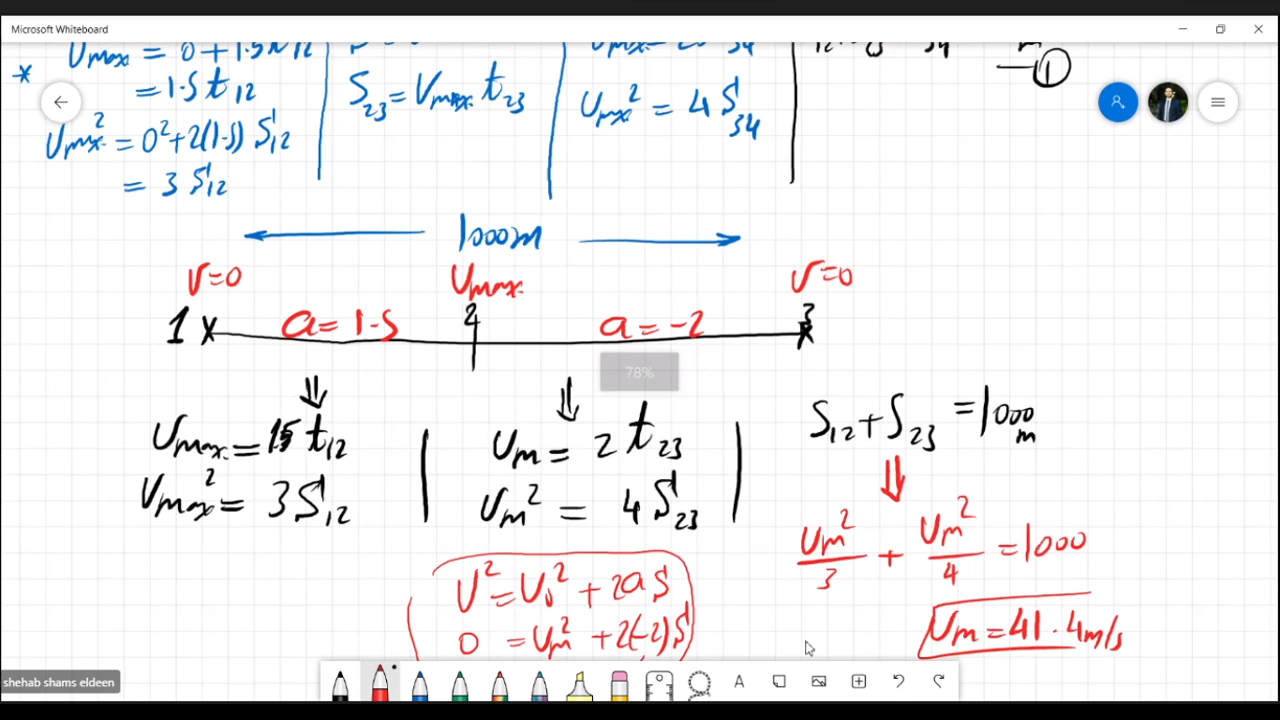 Microsoft Whiteboard
* Vmax = 0 + 1.5 t12
= 1.5 t12
Vmax² = 0² + 2(1.5) S12
= 3 S12
S23 = Vmax t23
Vmax² = 4 S34
①
1000m
V=0 Vmax. V=0
1 a = 1.5 2 a = -2 3
78%
⇓ ⇓
Vmax = 1.5 t12
Vmax² = 3 S12
Vm = 2 t23
Vm² = 4 S23
S12 + S23 = 1000 m
⇓
Vm²/3 + Vm²/4 = 1000
Vm = 41.4 m/s
V² = V0² + 2aS
0 = Vm² + 2(-2)S
shehab shams eldeen
A